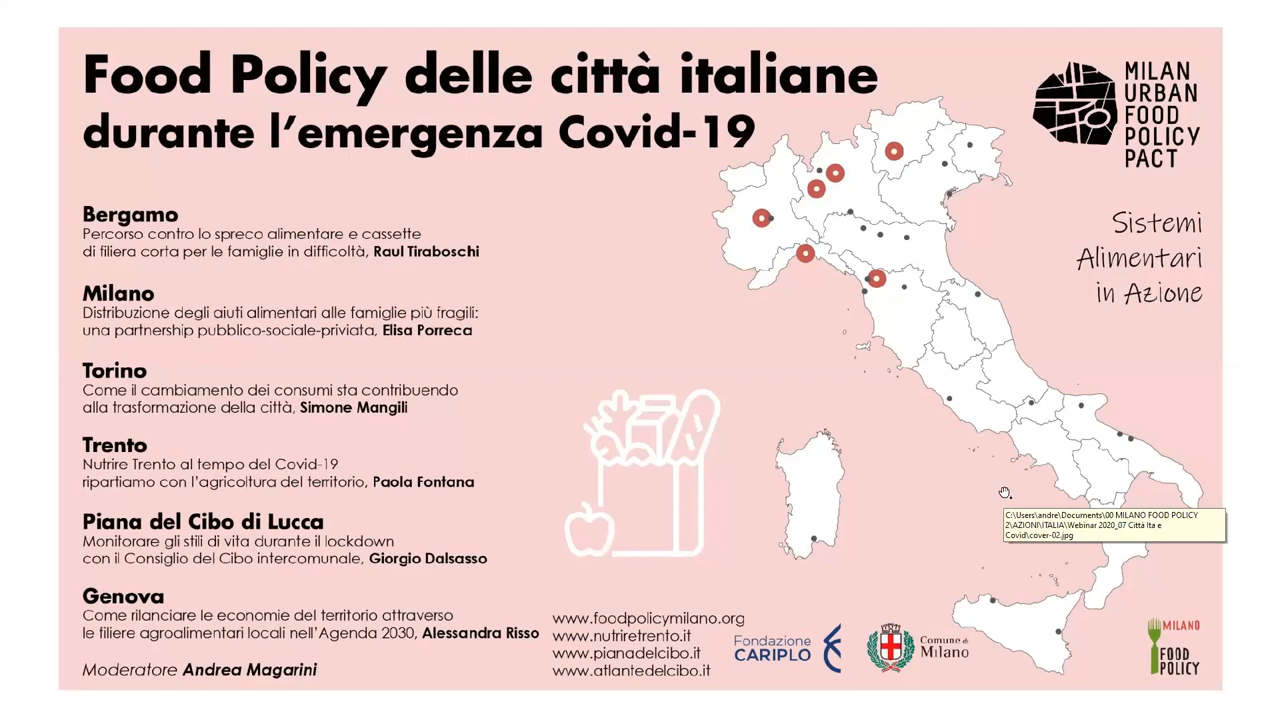 Food Policy delle città italiane
durante l'emergenza Covid-19
MILAN
URBAN
FOOD
POLICY
PACT
Sistemi
Alimentari
in Azione
Bergamo
Percorso contro lo spreco alimentare e cassette
di filiera corta per le famiglie in difficoltà, Raul Tiraboschi
Milano
Distribuzione degli aiuti alimentari alle famiglie più fragili:
una partnership pubblico-sociale-priviata, Elisa Porreca
Torino
Come il cambiamento dei consumi sta contribuendo
alla trasformazione della città, Simone Mangili
Trento
Nutrire Trento al tempo del Covid-19
ripartiamo con l'agricoltura del territorio, Paola Fontana
Piana del Cibo di Lucca
Monitorare gli stili di vita durante il lockdown
con il Consiglio del Cibo intercomunale, Giorgio Dalsasso
Genova
Come rilanciare le economie del territorio attraverso
le filiere agroalimentari locali nell'Agenda 2030, Alessandra Risso
Moderatore Andrea Magarini
www.foodpolicymilano.org
www.nutriretrento.it
www.pianadelcibo.it
www.atlantedelcibo.it
Fondazione
CARIPLO
Comune di
Milano
MILANO
FOOD
POLICY
C:\Users\andre\Documents\00 MILANO FOOD POLICY
2\AZIONI\ITALIA\Webinar 2020_07 Città Ita e
Covid\cover-02.jpg